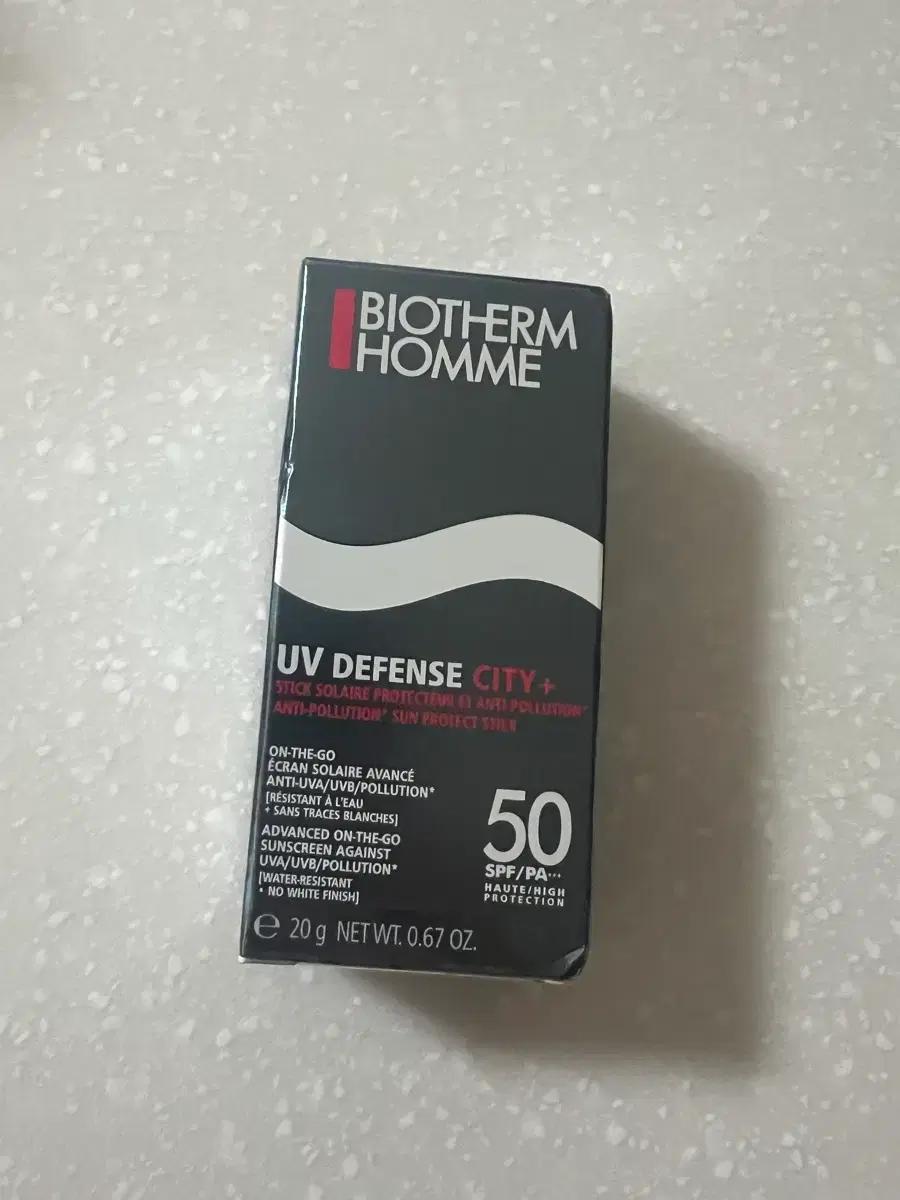 BIOTHERM
HOMME
UV DEFENSE CITY+
STICK SOLAIRE PROTECTEUR ET ANTI-POLLUTION*
ANTI-POLLUTION* SUN PROTECT STICK
ON-THE-GO
ÉCRAN SOLAIRE AVANCÉ
ANTI-UVA/UVB/POLLUTION*
[RÉSISTANT À L'EAU
+ SANS TRACES BLANCHES]
ADVANCED ON-THE-GO
SUNSCREEN AGAINST
UVA/UVB/POLLUTION*
[WATER-RESISTANT
* NO WHITE FINISH]
50
SPF/PA+++
HAUTE/HIGH
PROTECTION
e 20 g NET WT. 0.67 OZ.